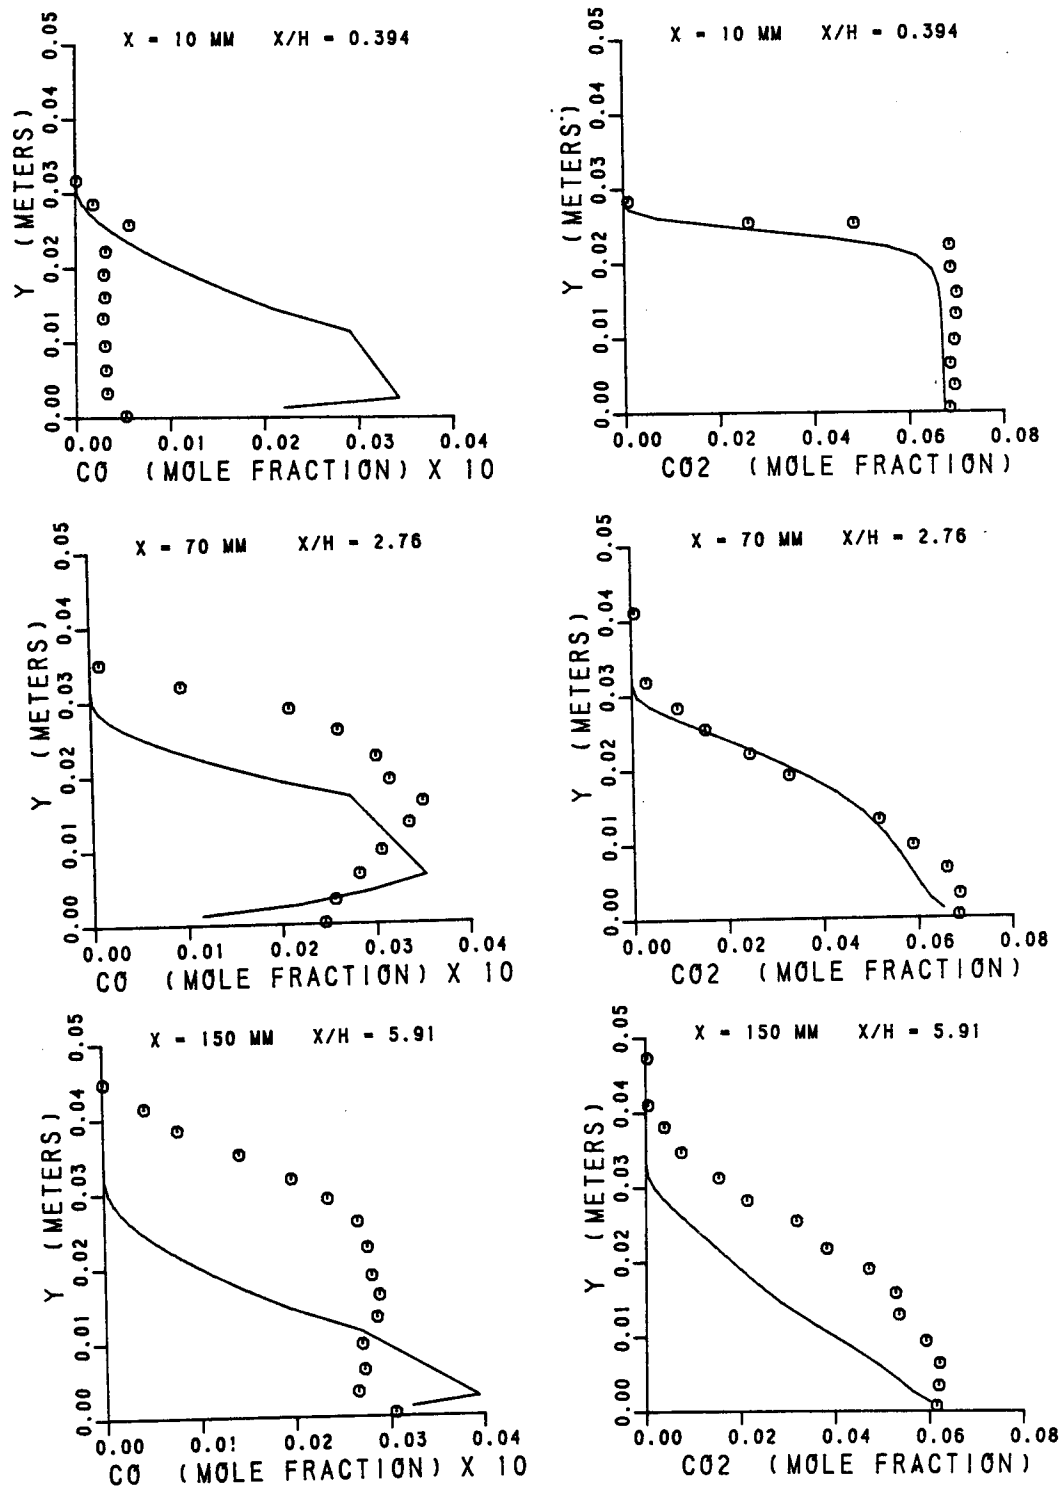 X = 10 MM X/H = 0.394
Y (METERS)
0.00 0.01 0.02 0.03 0.04 0.05
0.00 0.01 0.02 0.03 0.04
CO (MOLE FRACTION) X 10
X = 10 MM X/H = 0.394
Y (METERS)
0.00 0.01 0.02 0.03 0.04 0.05
0.00 0.02 0.04 0.06 0.08
CO2 (MOLE FRACTION)
X = 70 MM X/H = 2.76
Y (METERS)
0.00 0.01 0.02 0.03 0.04 0.05
0.00 0.02 0.03 0.04
CO (MOLE FRACTION) X 10
X = 70 MM X/H = 2.76
Y (METERS)
0.00 0.01 0.02 0.03 0.04 0.05
0.00 0.02 0.04 0.06 0.08
CO2 (MOLE FRACTION)
X = 150 MM X/H = 5.91
Y (METERS)
0.00 0.01 0.02 0.03 0.04 0.05
0.00 0.01 0.02 0.03 0.04
CO (MOLE FRACTION) X 10
X = 150 MM X/H = 5.91
Y (METERS)
0.00 0.01 0.02 0.03 0.04 0.05
0.00 0.02 0.04 0.06 0.08
CO2 (MOLE FRACTION)